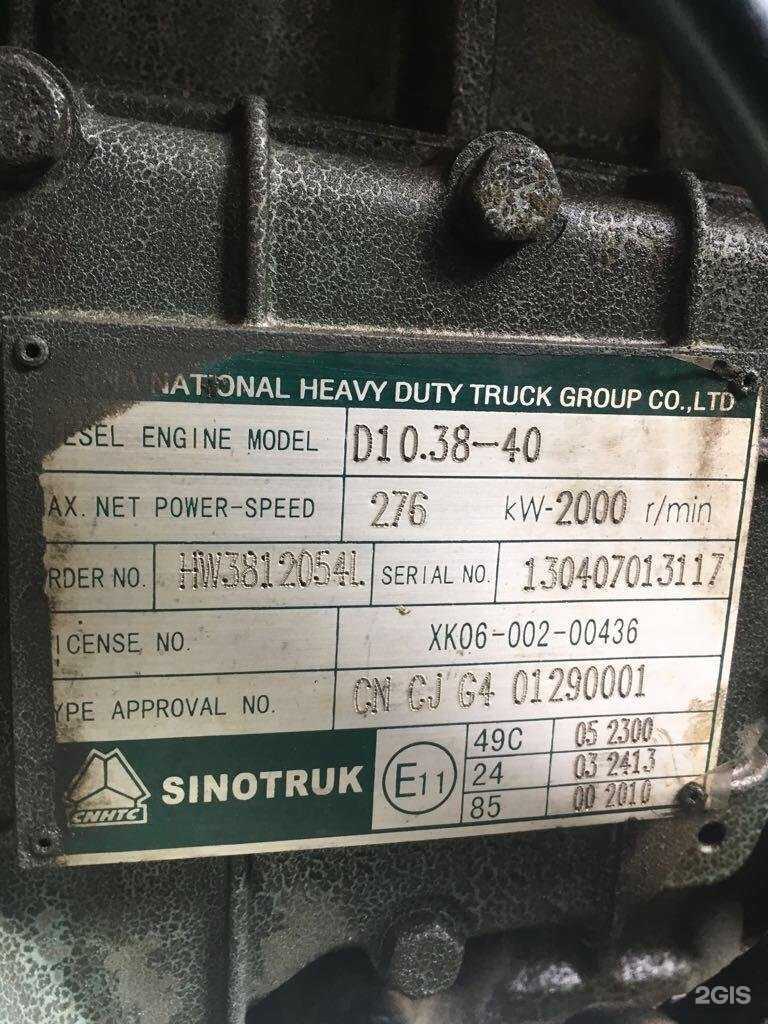 NATIONAL HEAVY DUTY TRUCK GROUP CO.,LTD
ESEL ENGINE MODEL D10.38-40
AX. NET POWER-SPEED 276 kW-2000 r/min
RDER NO. HW3812054L SERIAL NO. 130407013117
ICENSE NO. XK06-002-00436
YPE APPROVAL NO. CN CJ G4 01290001
CNHTC SINOTRUK E11 49C 05 2300
24 03 2413
85 00 2010
2GIS